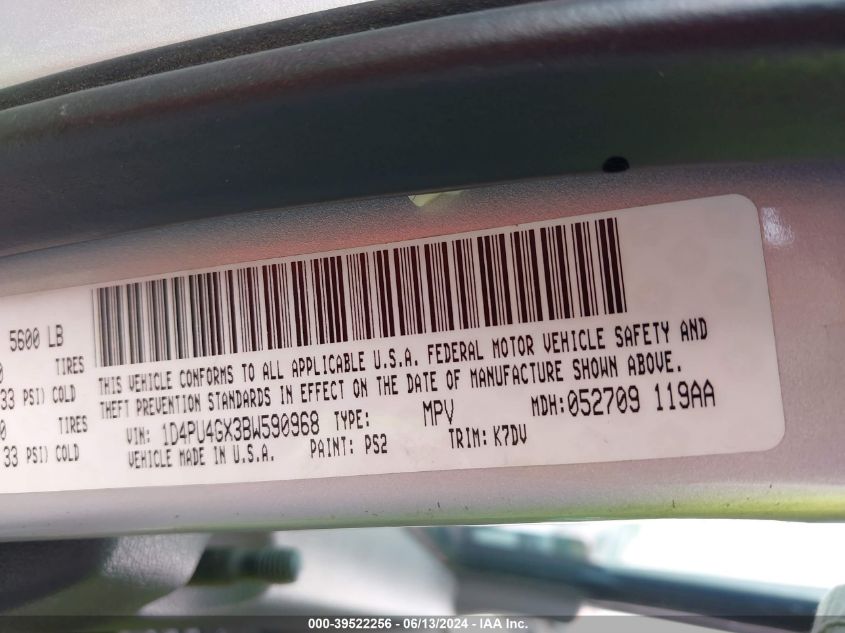 5600 LB
0 TIRES
33 PSI) COLD
0 TIRES
33 PSI) COLD
THIS VEHICLE CONFORMS TO ALL APPLICABLE U.S.A. FEDERAL MOTOR VEHICLE SAFETY AND
THEFT PREVENTION STANDARDS IN EFFECT ON THE DATE OF MANUFACTURE SHOWN ABOVE.
VIN: 1D4PU4GX3BW590968 TYPE: MPV MDH:052709 119AA
VEHICLE MADE IN U.S.A. PAINT: PS2 TRIM: K7DV
000-39522256 - 06/13/2024 - IAA Inc.